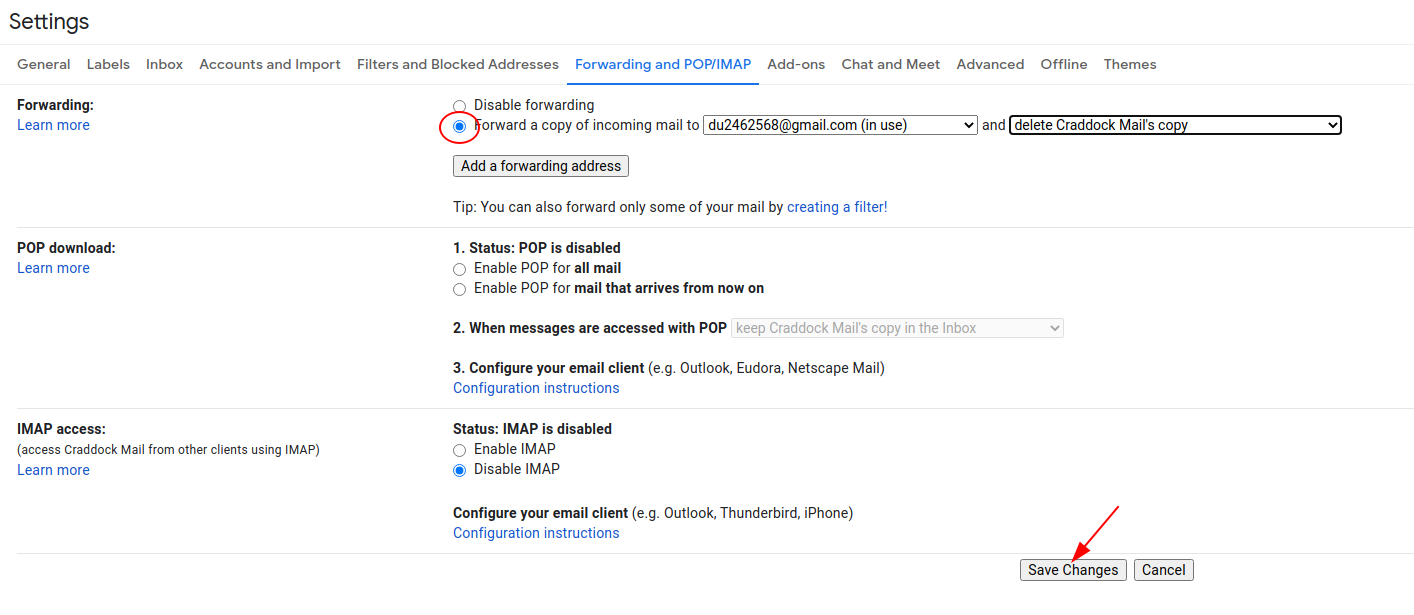 Settings
General Labels Inbox Accounts and Import Filters and Blocked Addresses Forwarding and POP/IMAP Add-ons Chat and Meet Advanced Offline Themes
Forwarding:
Learn more
Disable forwarding
Forward a copy of incoming mail to du2462568@gmail.com (in use) and delete Craddock Mail's copy
Add a forwarding address
Tip: You can also forward only some of your mail by creating a filter!
POP download:
Learn more
1. Status: POP is disabled
Enable POP for all mail
Enable POP for mail that arrives from now on
2. When messages are accessed with POP keep Craddock Mail's copy in the Inbox
3. Configure your email client (e.g. Outlook, Eudora, Netscape Mail)
Configuration instructions
IMAP access:
(access Craddock Mail from other clients using IMAP)
Learn more
Status: IMAP is disabled
Enable IMAP
Disable IMAP
Configure your email client (e.g. Outlook, Thunderbird, iPhone)
Configuration instructions
Save Changes Cancel